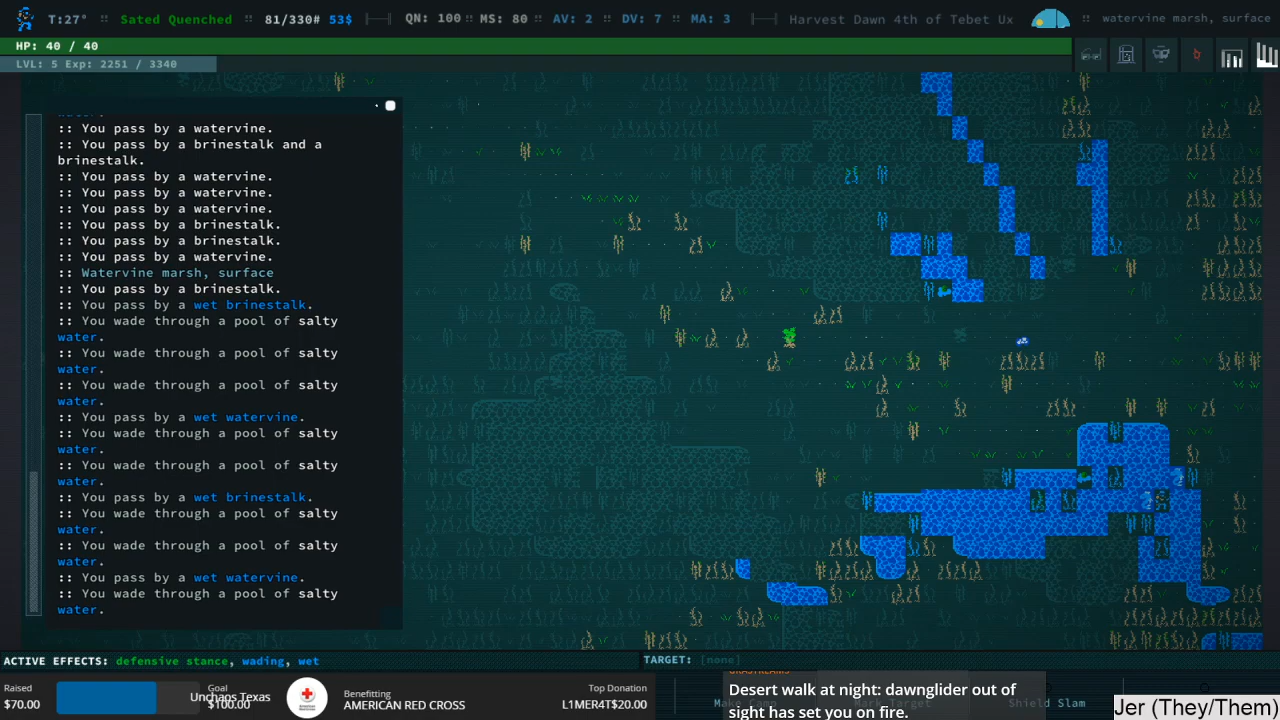 T:27° :: Sated Quenched :: 81/330# 53$ QN: 100 :: MS: 80 :: AV: 2 :: DV: 7 :: MA: 3 Harvest Dawn 4th of Tebet Ux :: watervine marsh, surface
HP: 40 / 40
LVL: 5 Exp: 2251 / 3340
water.
:: You pass by a watervine.
:: You pass by a brinestalk and a
brinestalk.
:: You pass by a watervine.
:: You pass by a watervine.
:: You pass by a watervine.
:: You pass by a brinestalk.
:: You pass by a brinestalk.
:: You pass by a watervine.
:: Watervine marsh, surface
:: You pass by a brinestalk.
:: You pass by a wet brinestalk.
:: You wade through a pool of salty
water.
:: You wade through a pool of salty
water.
:: You wade through a pool of salty
water.
:: You pass by a wet watervine.
:: You wade through a pool of salty
water.
:: You wade through a pool of salty
water.
:: You pass by a wet brinestalk.
:: You wade through a pool of salty
water.
:: You wade through a pool of salty
water.
:: You pass by a wet watervine.
:: You wade through a pool of salty
water.
ACTIVE EFFECTS: defensive stance, wading, wet
TARGET: [none]
Raised
$70.00
Goal
$100.00
Unchags Texas
Benefitting
AMERICAN RED CROSS
Top Donation
L1MER4T$20.00
Make Camp
Mark Target
Shield Slam
Desert walk at night: dawnglider out of
sight has set you on fire.
Jer (They/Them)